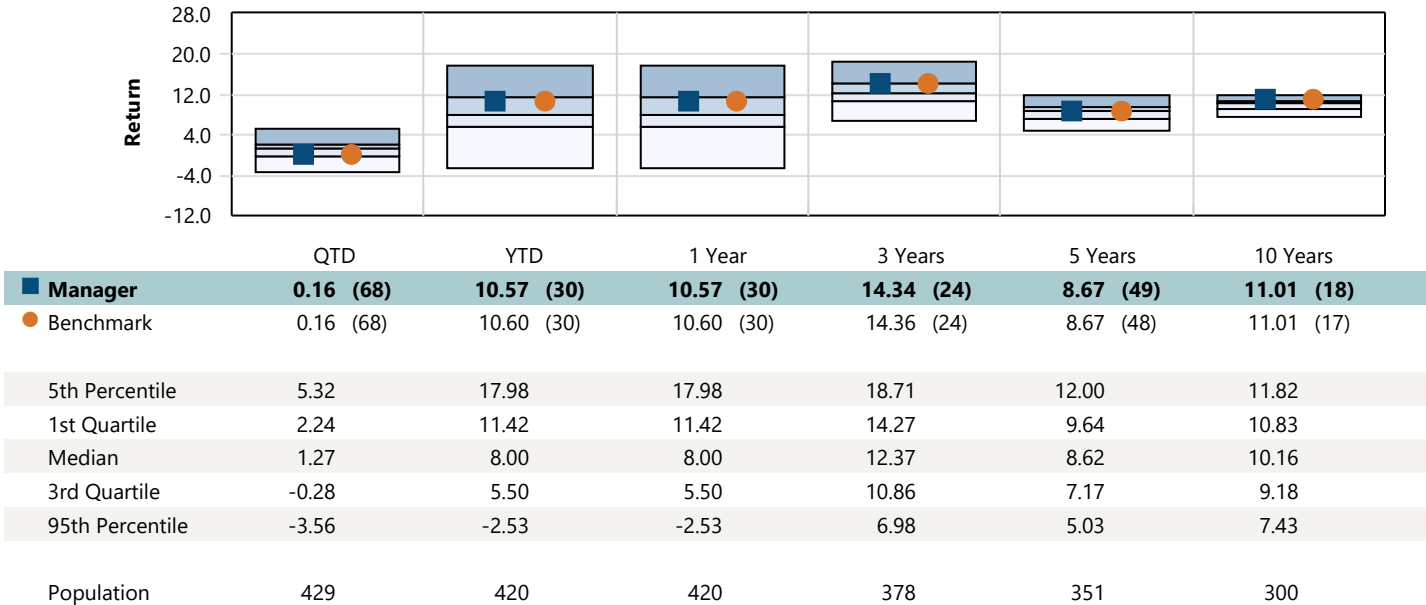 28.0
20.0
12.0
4.0
-4.0
-12.0
Return
QTD YTD 1 Year 3 Years 5 Years 10 Years
Manager 0.16 (68) 10.57 (30) 10.57 (30) 14.34 (24) 8.67 (49) 11.01 (18)
Benchmark 0.16 (68) 10.60 (30) 10.60 (30) 14.36 (24) 8.67 (48) 11.01 (17)
5th Percentile 5.32 17.98 17.98 18.71 12.00 11.82
1st Quartile 2.24 11.42 11.42 14.27 9.64 10.83
Median 1.27 8.00 8.00 12.37 8.62 10.16
3rd Quartile -0.28 5.50 5.50 10.86 7.17 9.18
95th Percentile -3.56 -2.53 -2.53 6.98 5.03 7.43
Population 429 420 420 378 351 300